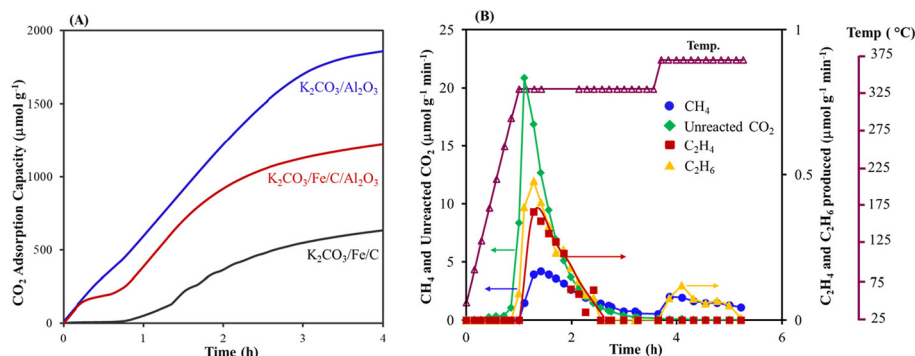 (A)
CO₂ Adsorption Capacity (µmol g⁻¹)
2000
1500
1000
500
0
0
1
2
3
4
Time (h)
K₂CO₃/Al₂O₃
K₂CO₃/Fe/C/Al₂O₃
K₂CO₃/Fe/C
(B)
CH₄ and Unreacted CO₂ (µmol g⁻¹ min⁻¹)
25
20
15
10
5
0
0
2
4
6
Time (h)
Temp.
CH₄
Unreacted CO₂
C₂H₄
C₂H₆
1
0.5
0
C₂H₄ and C₂H₆ produced (µmol g⁻¹ min⁻¹)
Temp ( °C)
375
325
275
225
175
125
75
25